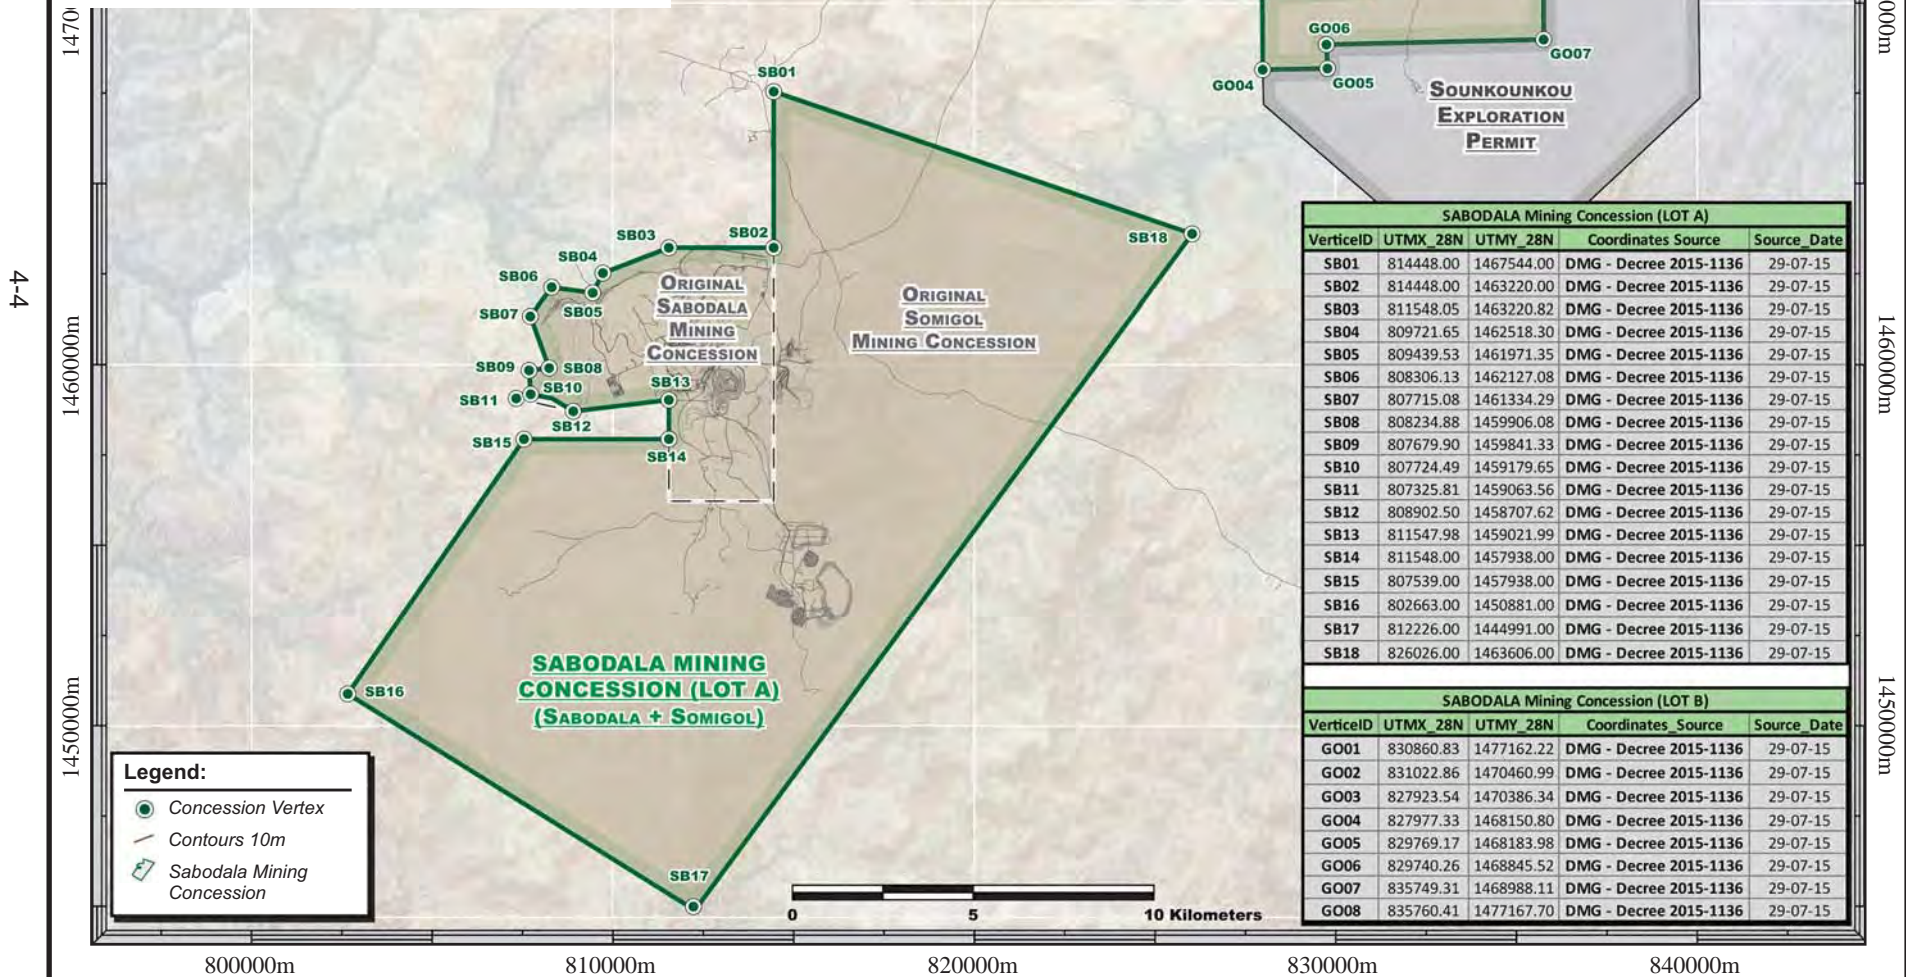 4-4
1470
000m
1460000m
1460000m
1450000m
1450000m
GO06
GO07
GO04
GO05
SOUNKOUNKOU
EXPLORATION
PERMIT
SB01
SB02
SB03
SB04
SB06
SB05
SB07
SB09
SB08
SB10
SB11
SB12
SB13
SB15
SB14
SB18
SB16
SB17
ORIGINAL
SABODALA
MINING
CONCESSION
ORIGINAL
SOMIGOL
MINING CONCESSION
SABODALA MINING
CONCESSION (LOT A)
(SABODALA + SOMIGOL)
Legend:
Concession Vertex
Contours 10m
Sabodala Mining
Concession
0 5 10 Kilometers
SABODALA Mining Concession (LOT A)
VerticeID UTMX_28N UTMY_28N Coordinates Source Source_Date
SB01 814448.00 1467544.00 DMG - Decree 2015-1136 29-07-15
SB02 814448.00 1463220.00 DMG - Decree 2015-1136 29-07-15
SB03 811548.05 1463220.82 DMG - Decree 2015-1136 29-07-15
SB04 809721.65 1462518.30 DMG - Decree 2015-1136 29-07-15
SB05 809439.53 1461971.35 DMG - Decree 2015-1136 29-07-15
SB06 808306.13 1462127.08 DMG - Decree 2015-1136 29-07-15
SB07 807715.08 1461334.29 DMG - Decree 2015-1136 29-07-15
SB08 808234.88 1459906.08 DMG - Decree 2015-1136 29-07-15
SB09 807679.90 1459841.33 DMG - Decree 2015-1136 29-07-15
SB10 807724.49 1459179.65 DMG - Decree 2015-1136 29-07-15
SB11 807325.81 1459063.56 DMG - Decree 2015-1136 29-07-15
SB12 808902.50 1458707.62 DMG - Decree 2015-1136 29-07-15
SB13 811547.98 1459021.99 DMG - Decree 2015-1136 29-07-15
SB14 811548.00 1457938.00 DMG - Decree 2015-1136 29-07-15
SB15 807539.00 1457938.00 DMG - Decree 2015-1136 29-07-15
SB16 802663.00 1450881.00 DMG - Decree 2015-1136 29-07-15
SB17 812226.00 1444991.00 DMG - Decree 2015-1136 29-07-15
SB18 826026.00 1463606.00 DMG - Decree 2015-1136 29-07-15
SABODALA Mining Concession (LOT B)
VerticeID UTMX_28N UTMY_28N Coordinates_Source Source_Date
GO01 830860.83 1477162.22 DMG - Decree 2015-1136 29-07-15
GO02 831022.86 1470460.99 DMG - Decree 2015-1136 29-07-15
GO03 827923.54 1470386.34 DMG - Decree 2015-1136 29-07-15
GO04 827977.33 1468150.80 DMG - Decree 2015-1136 29-07-15
GO05 829769.17 1468183.98 DMG - Decree 2015-1136 29-07-15
GO06 829740.26 1468845.52 DMG - Decree 2015-1136 29-07-15
GO07 835749.31 1468988.11 DMG - Decree 2015-1136 29-07-15
GO08 835760.41 1477167.70 DMG - Decree 2015-1136 29-07-15
800000m 810000m 820000m 830000m 840000m